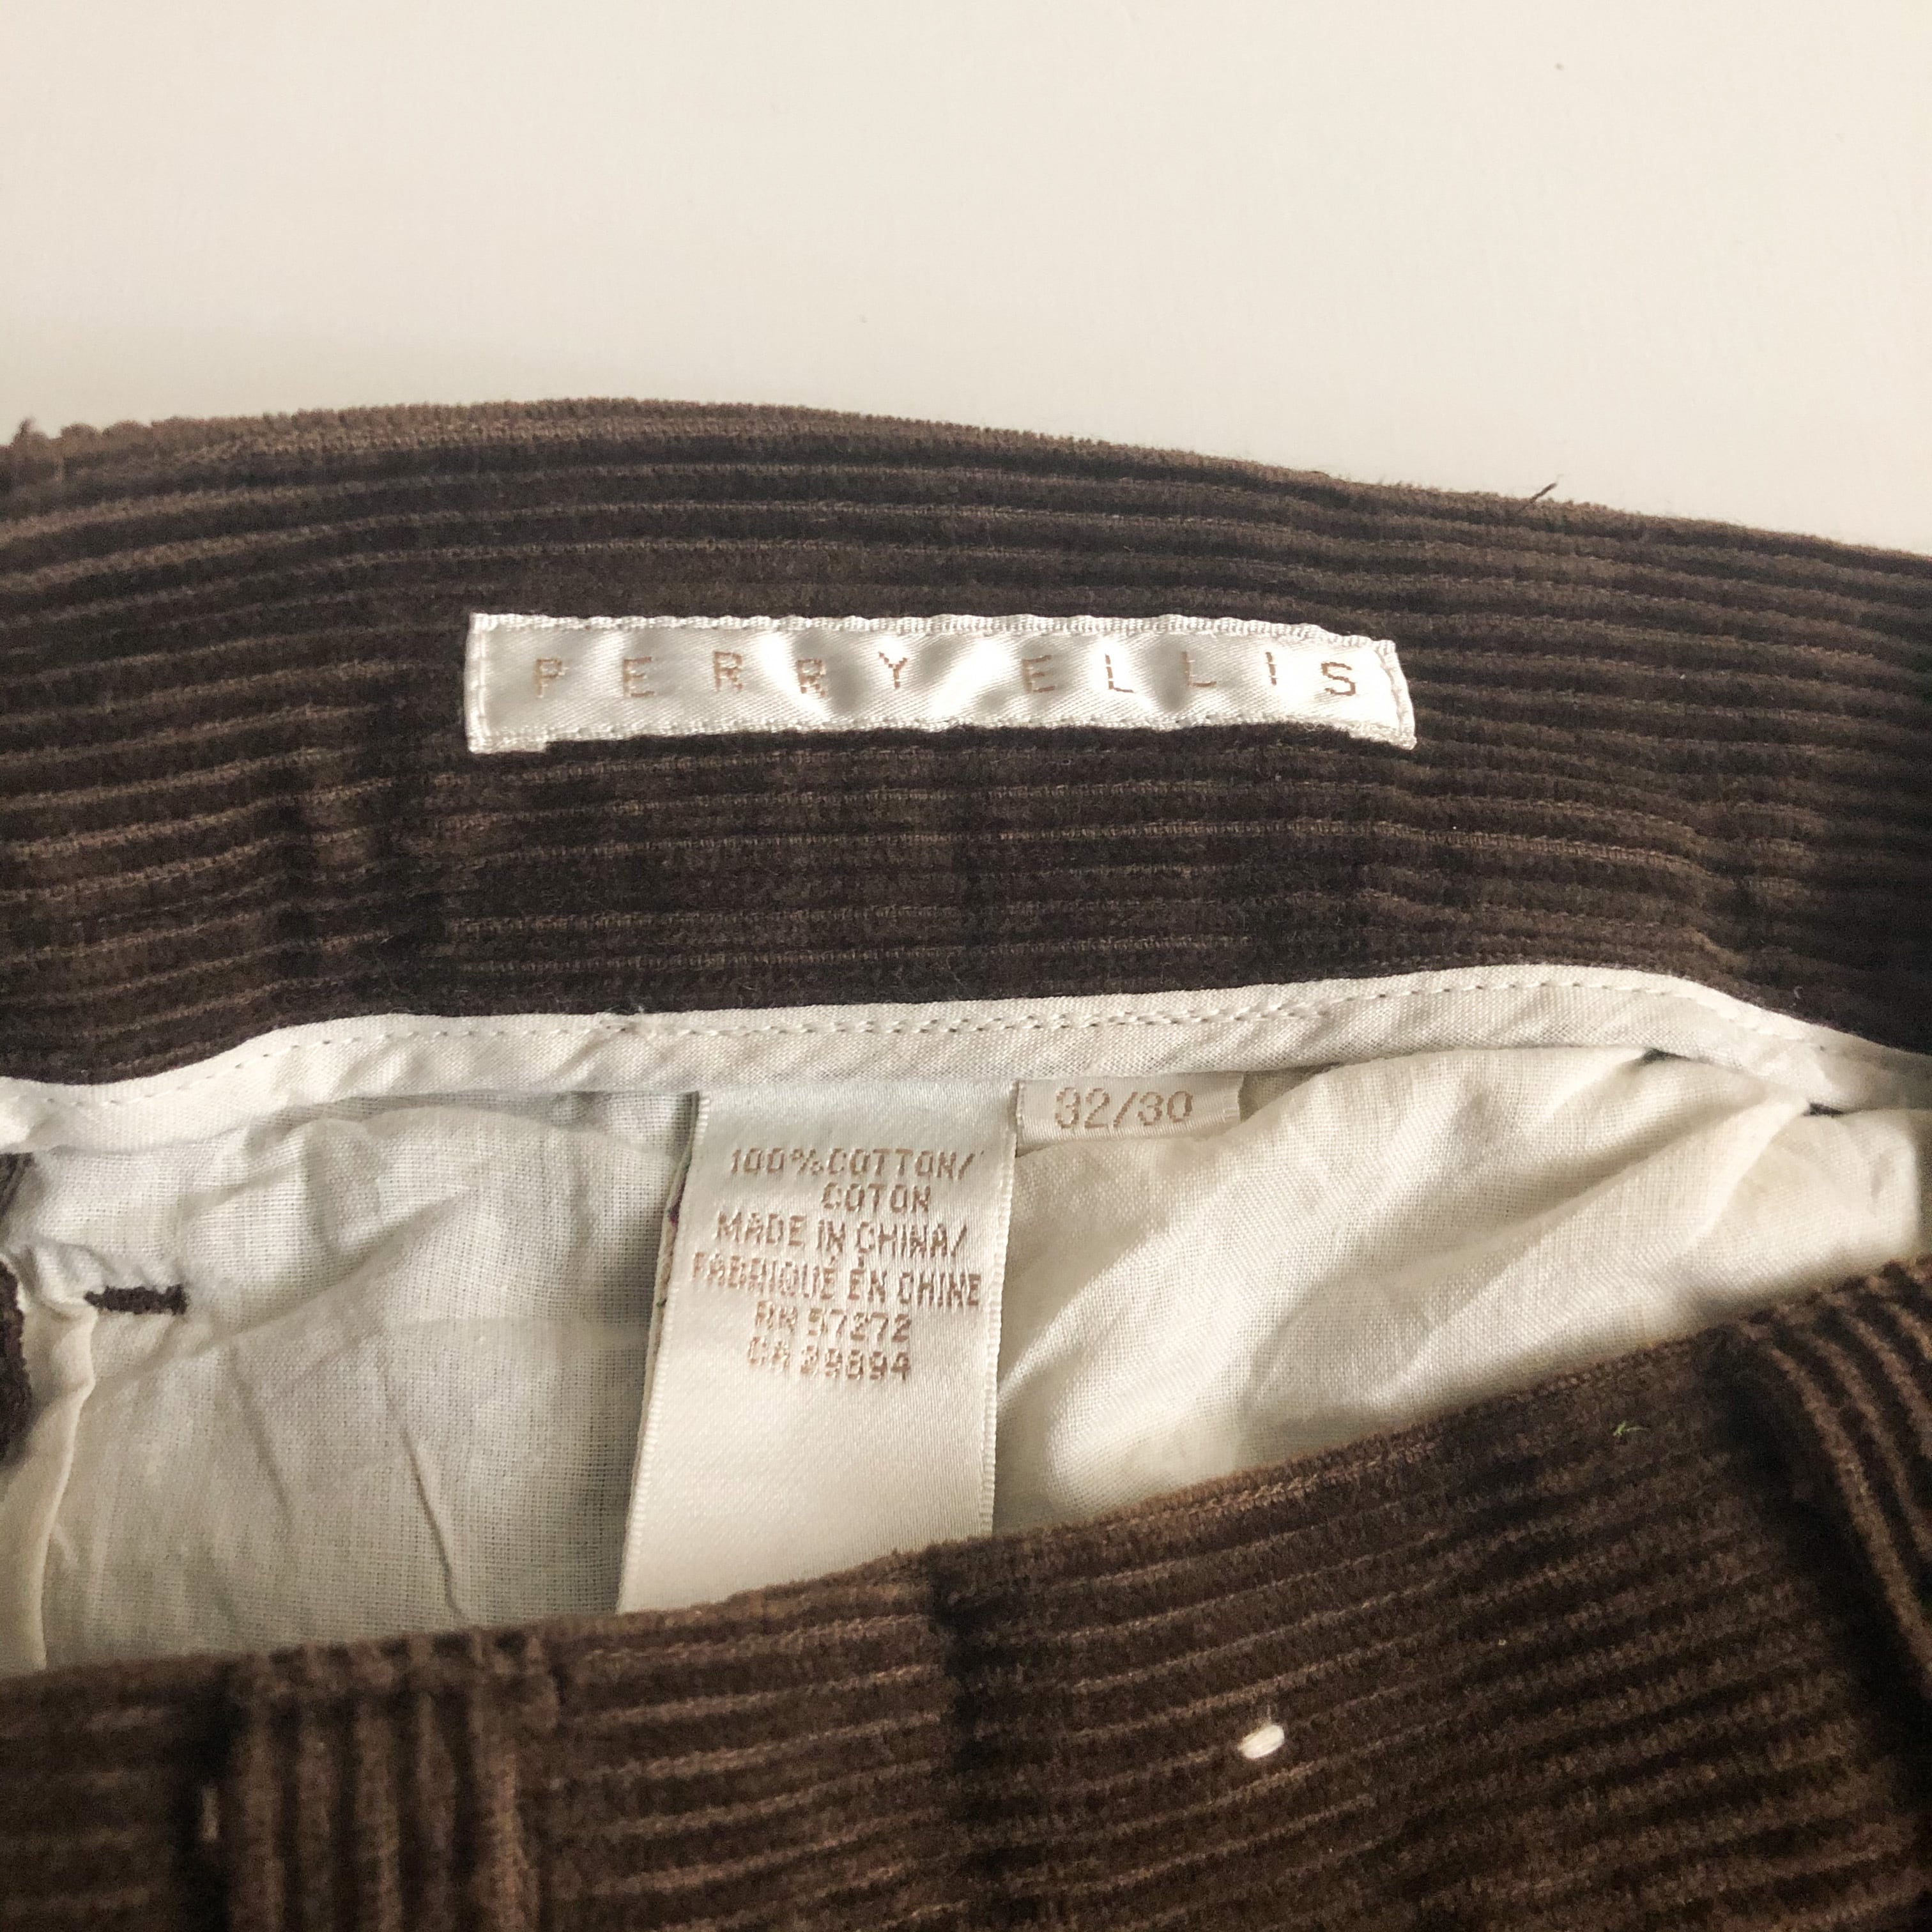 PERRY ELLIS
32/30
100%COTTON/
COTON
MADE IN CHINA/
FABRIQUÉ EN CHINE
RN 57272
CA 29894